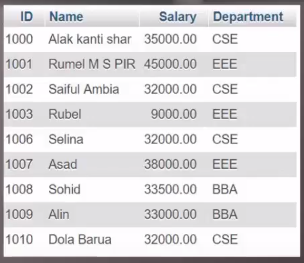 ID Name Salary Department
1000 Alak kanti shar 35000.00 CSE
1001 Rumel M S PIR 45000.00 EEE
1002 Saiful Ambia 32000.00 CSE
1003 Rubel 9000.00 EEE
1006 Selina 32000.00 CSE
1007 Asad 38000.00 EEE
1008 Sohid 33500.00 BBA
1009 Alin 33000.00 BBA
1010 Dola Barua 32000.00 CSE